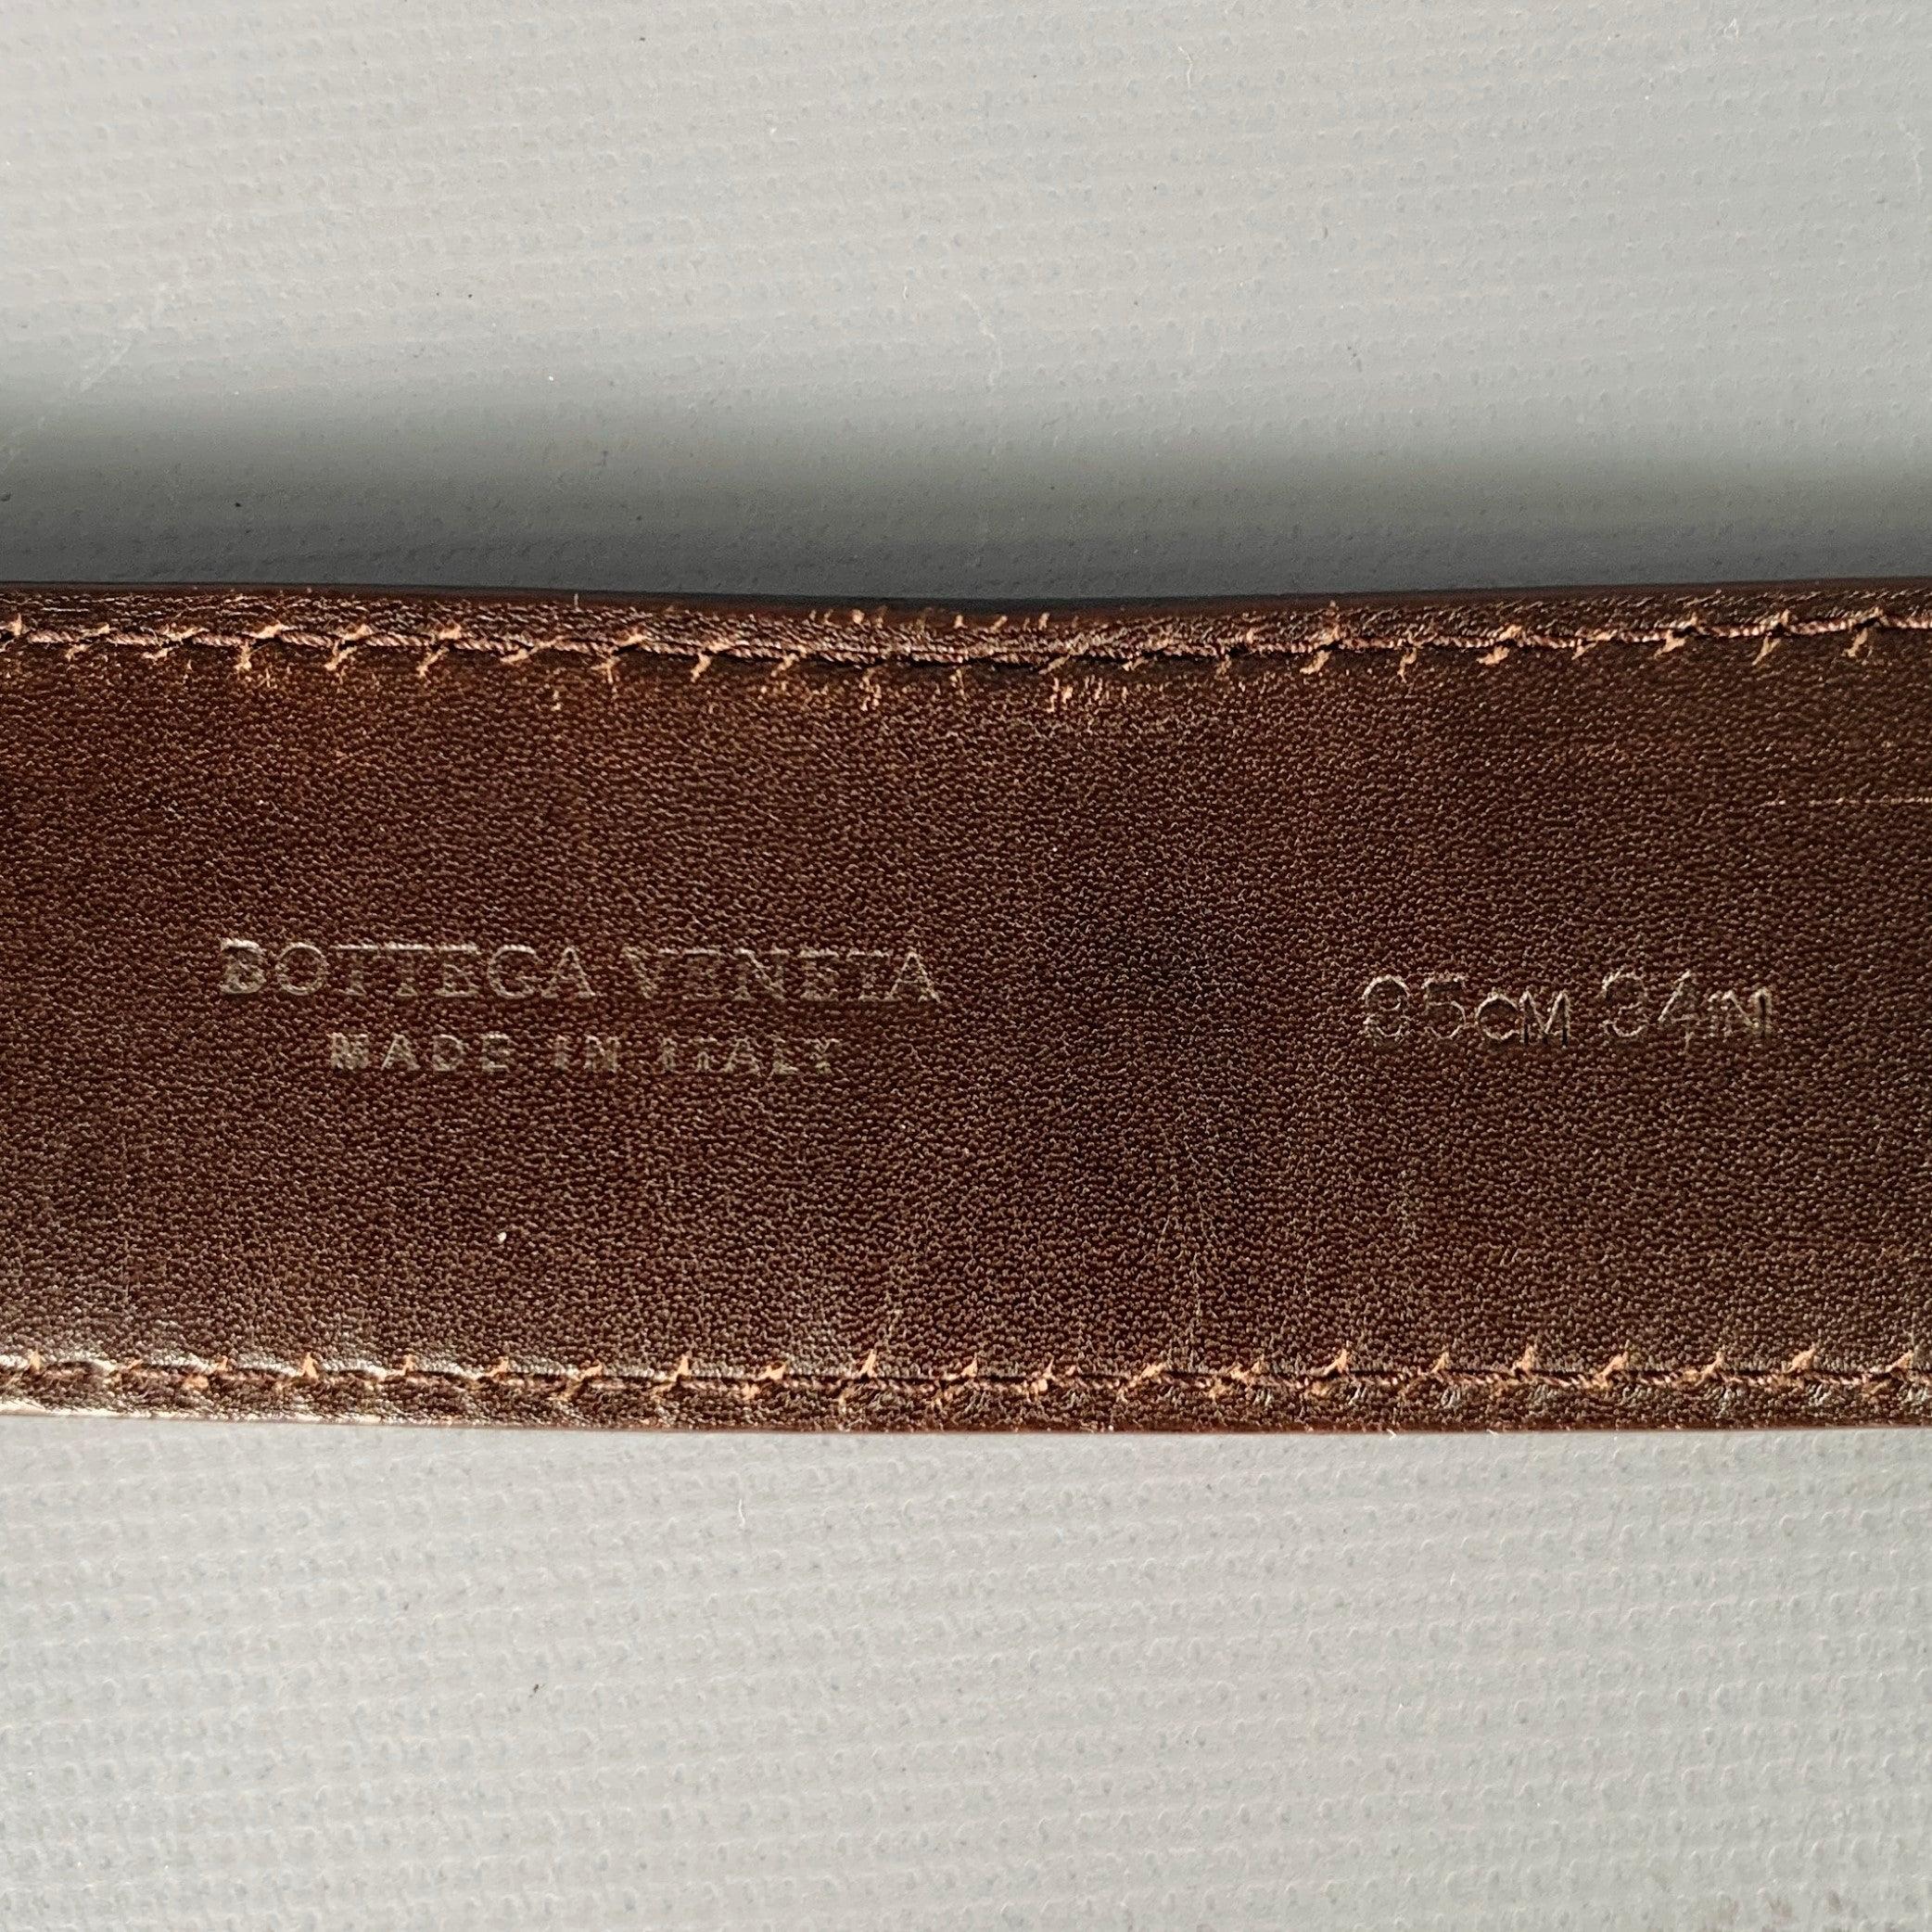 BOTTEGA VENETA
MADE IN ITALY
85CM 34IN